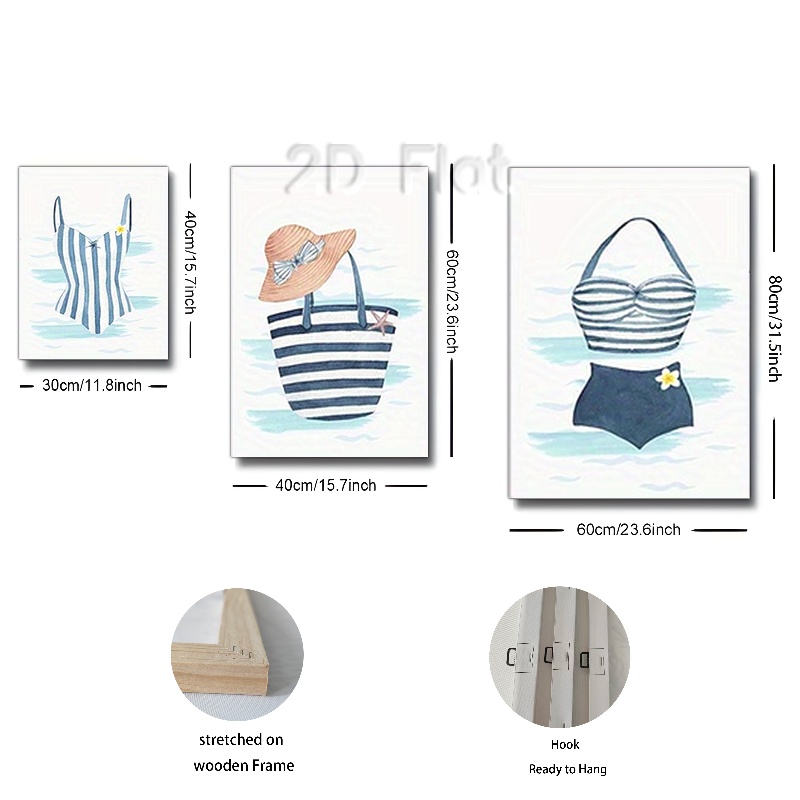 2D Flat
40cm/15.7inch
30cm/11.8inch
60cm/23.6inch
40cm/15.7inch
80cm/31.5inch
60cm/23.6inch
stretched on
wooden Frame
Hook
Ready to Hang